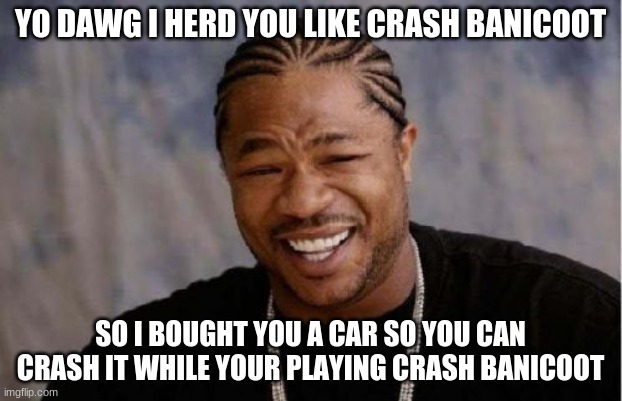 YO DAWG I HERD YOU LIKE CRASH BANICOOT
SO I BOUGHT YOU A CAR SO YOU CAN
CRASH IT WHILE YOUR PLAYING CRASH BANICOOT
imgflip.com